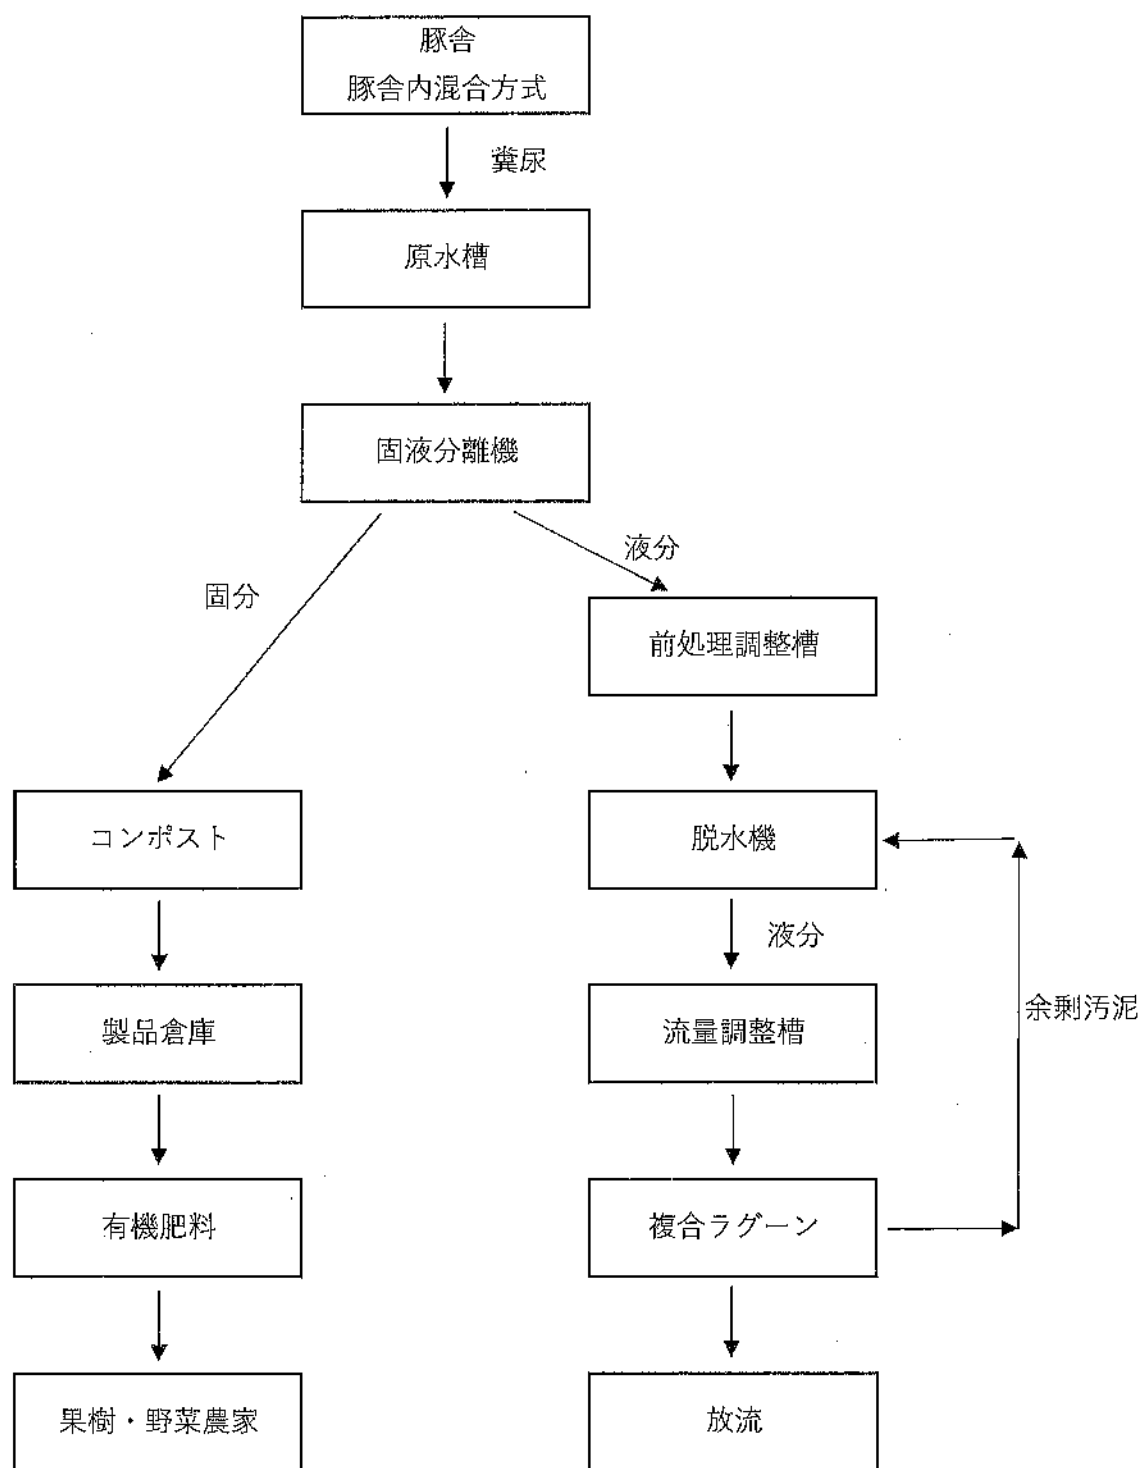 豚舎
豚舎内混合方式
糞尿
原水槽
固液分離機
液分
固分
前処理調整槽
コンポスト
脱水機
液分
製品倉庫
流量調整槽
余剰汚泥
有機肥料
複合ラグーン
果樹・野菜農家
放流